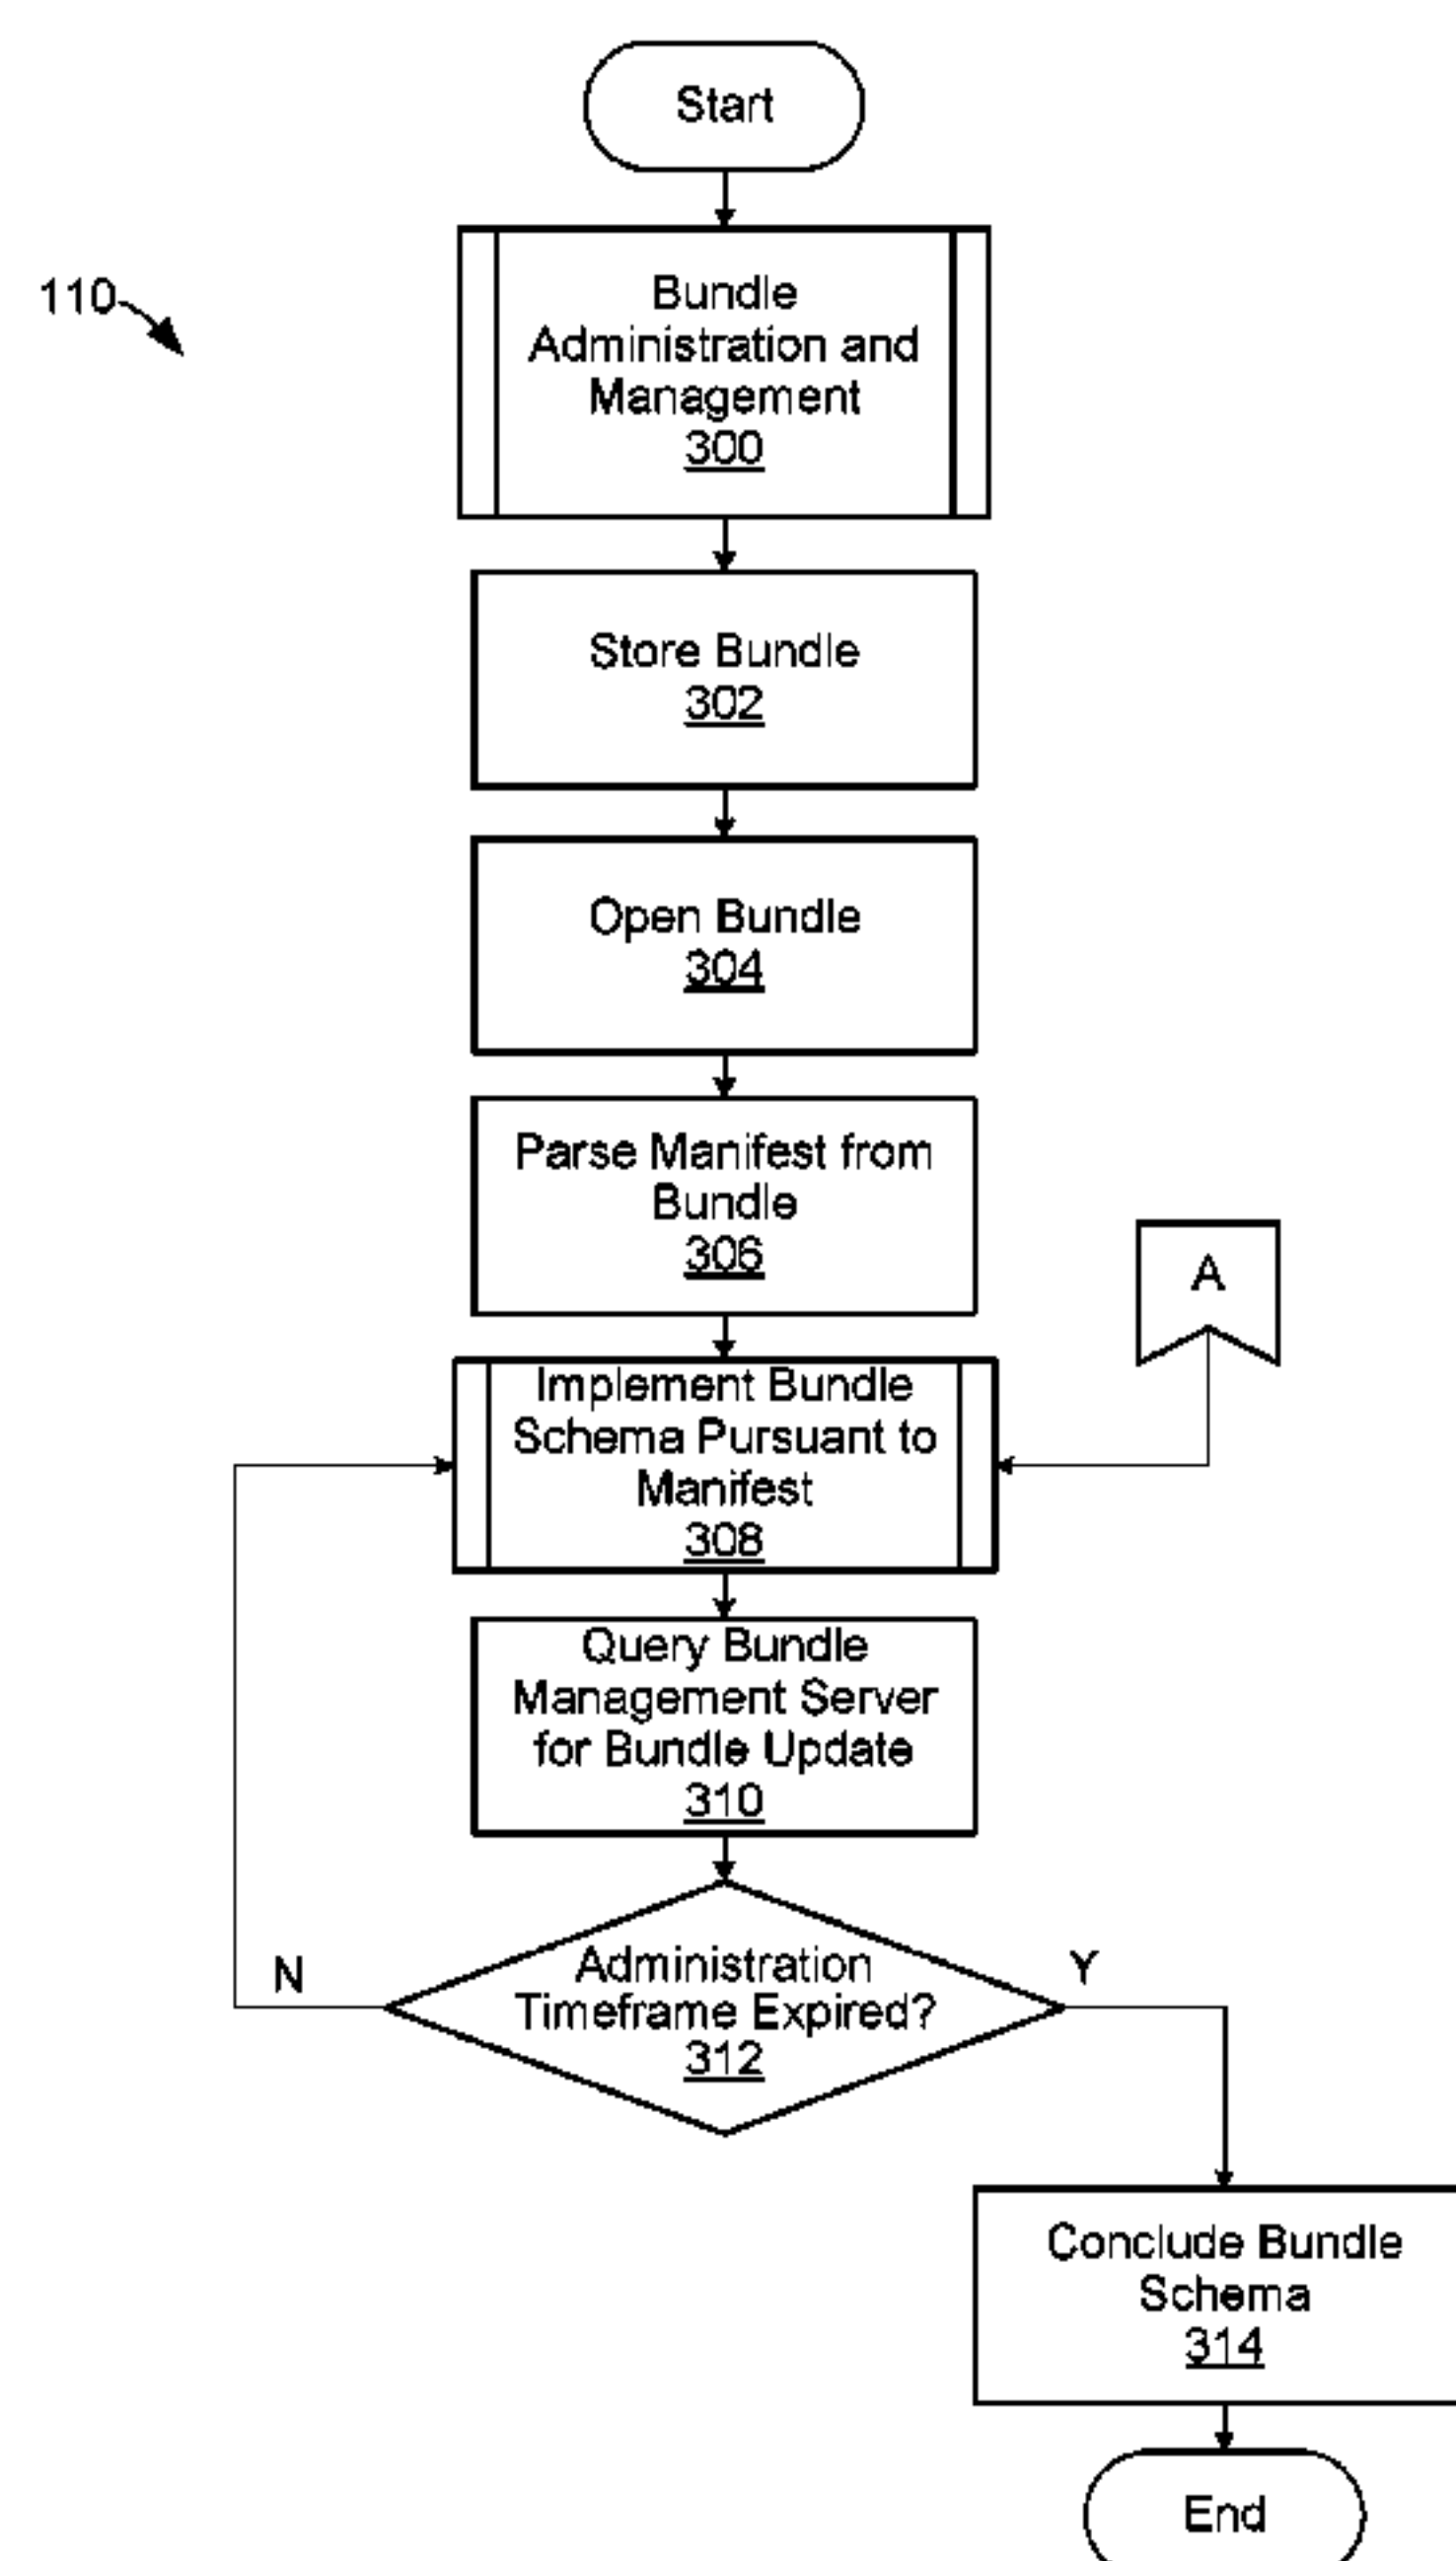 Start
110
Bundle
Administration and
Management
300
Store Bundle
302
Open Bundle
304
Parse Manifest from
Bundle
306
A
Implement Bundle
Schema Pursuant to
Manifest
308
Query Bundle
Management Server
for Bundle Update
310
N
Y
Administration
Timeframe Expired?
312
Conclude Bundle
Schema
314
End